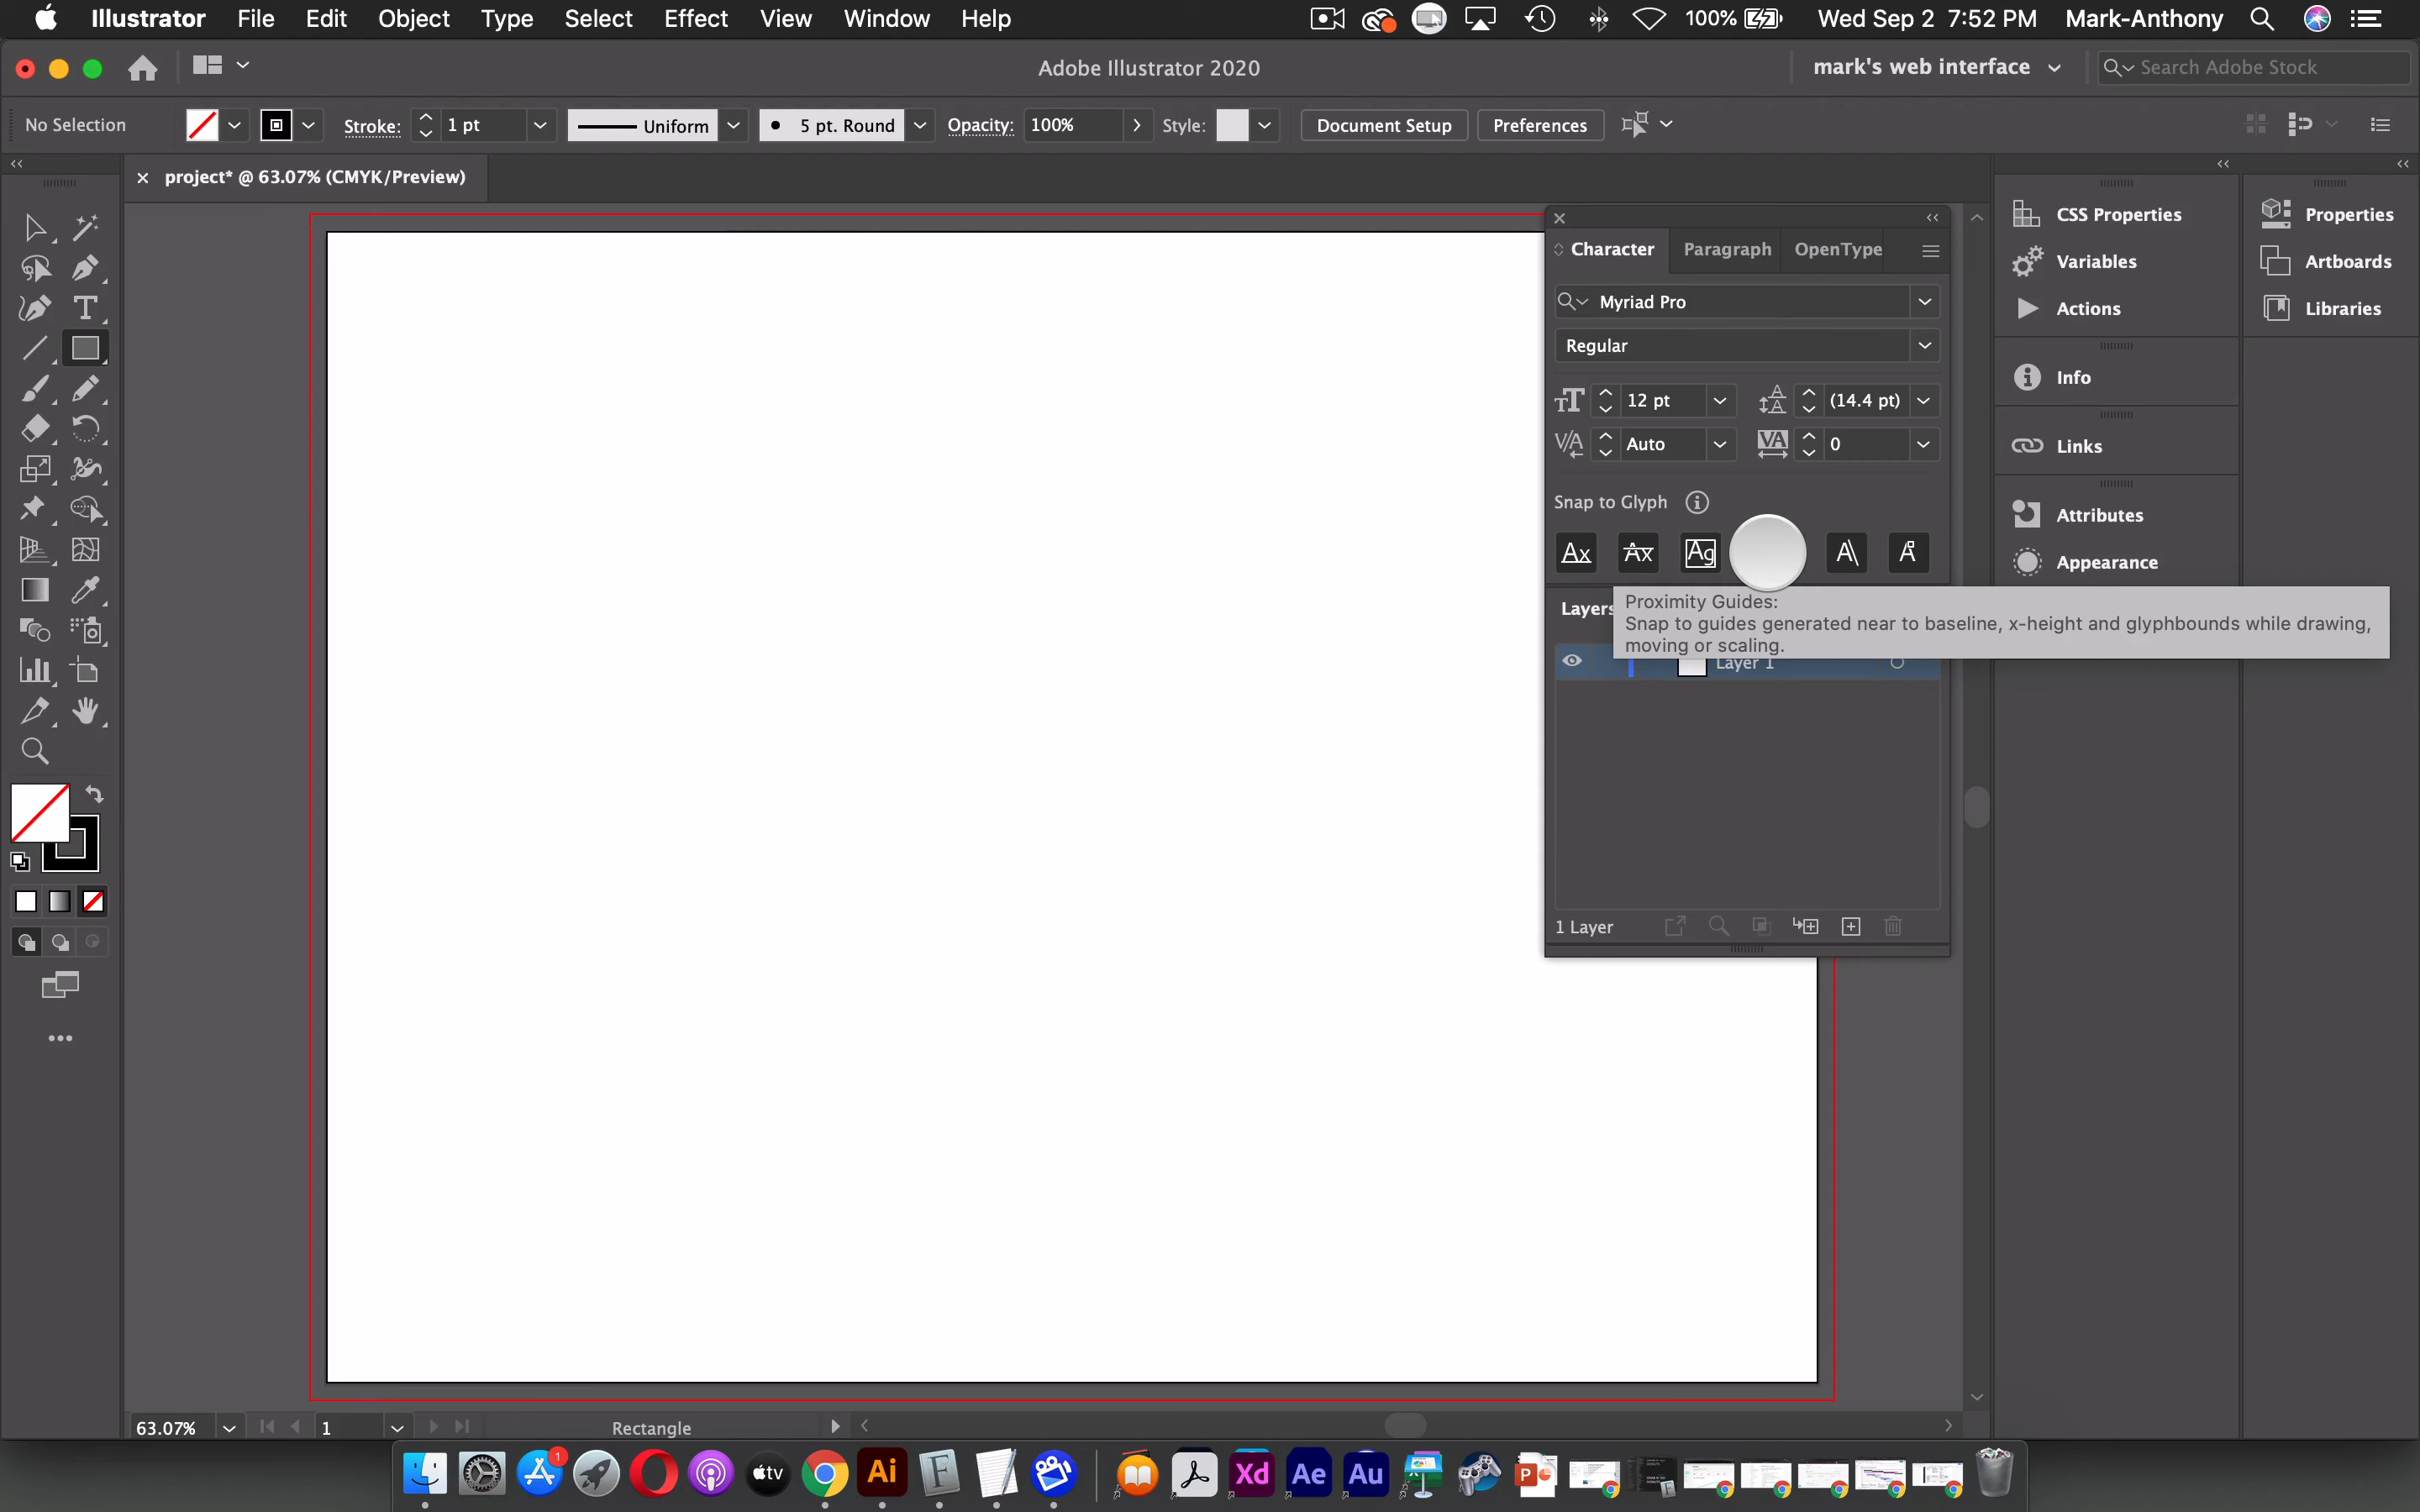 Illustrator File Edit Object Type Select Effect View Window Help 100% Wed Sep 2 7:52 PM Mark-Anthony
Adobe Illustrator 2020 mark's web interface Search Adobe Stock
No Selection Stroke: 1 pt Uniform 5 pt. Round Opacity: 100% Style: Document Setup Preferences
project* @ 63.07% (CMYK/Preview)
Character Paragraph OpenType
Myriad Pro
Regular
12 pt (14.4 pt)
Auto 0
Snap to Glyph
Ax Ax Ag A A
Proximity Guides:
Snap to guides generated near to baseline, x-height and glyphbounds while drawing,
moving or scaling.
Layers
Layer 1
1 Layer
CSS Properties
Variables
Actions
Info
Links
Attributes
Appearance
Properties
Artboards
Libraries
63.07% 1 Rectangle
1 tv Ai F Xd Ae Au P